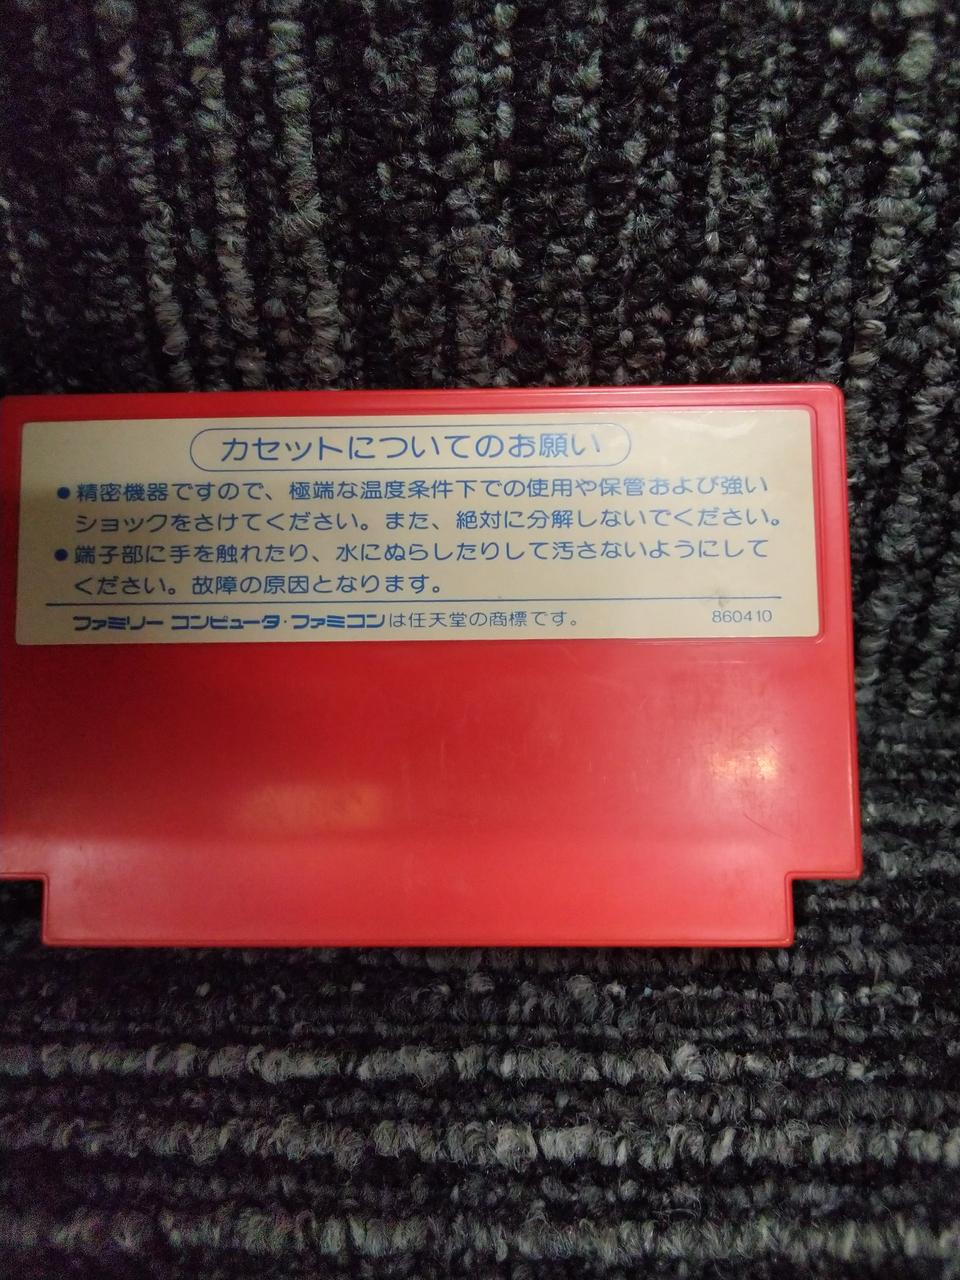 カセットについてのお願い
●精密機器ですので、極端な温度条件下での使用や保管および強い
ショックをさけてください。また、絶対に分解しないでください。
●端子部に手を触れたり、水にぬらしたりして汚さないようにして
ください。故障の原因となります。
ファミリー コンピュータ・ファミコンは任天堂の商標です。 860410